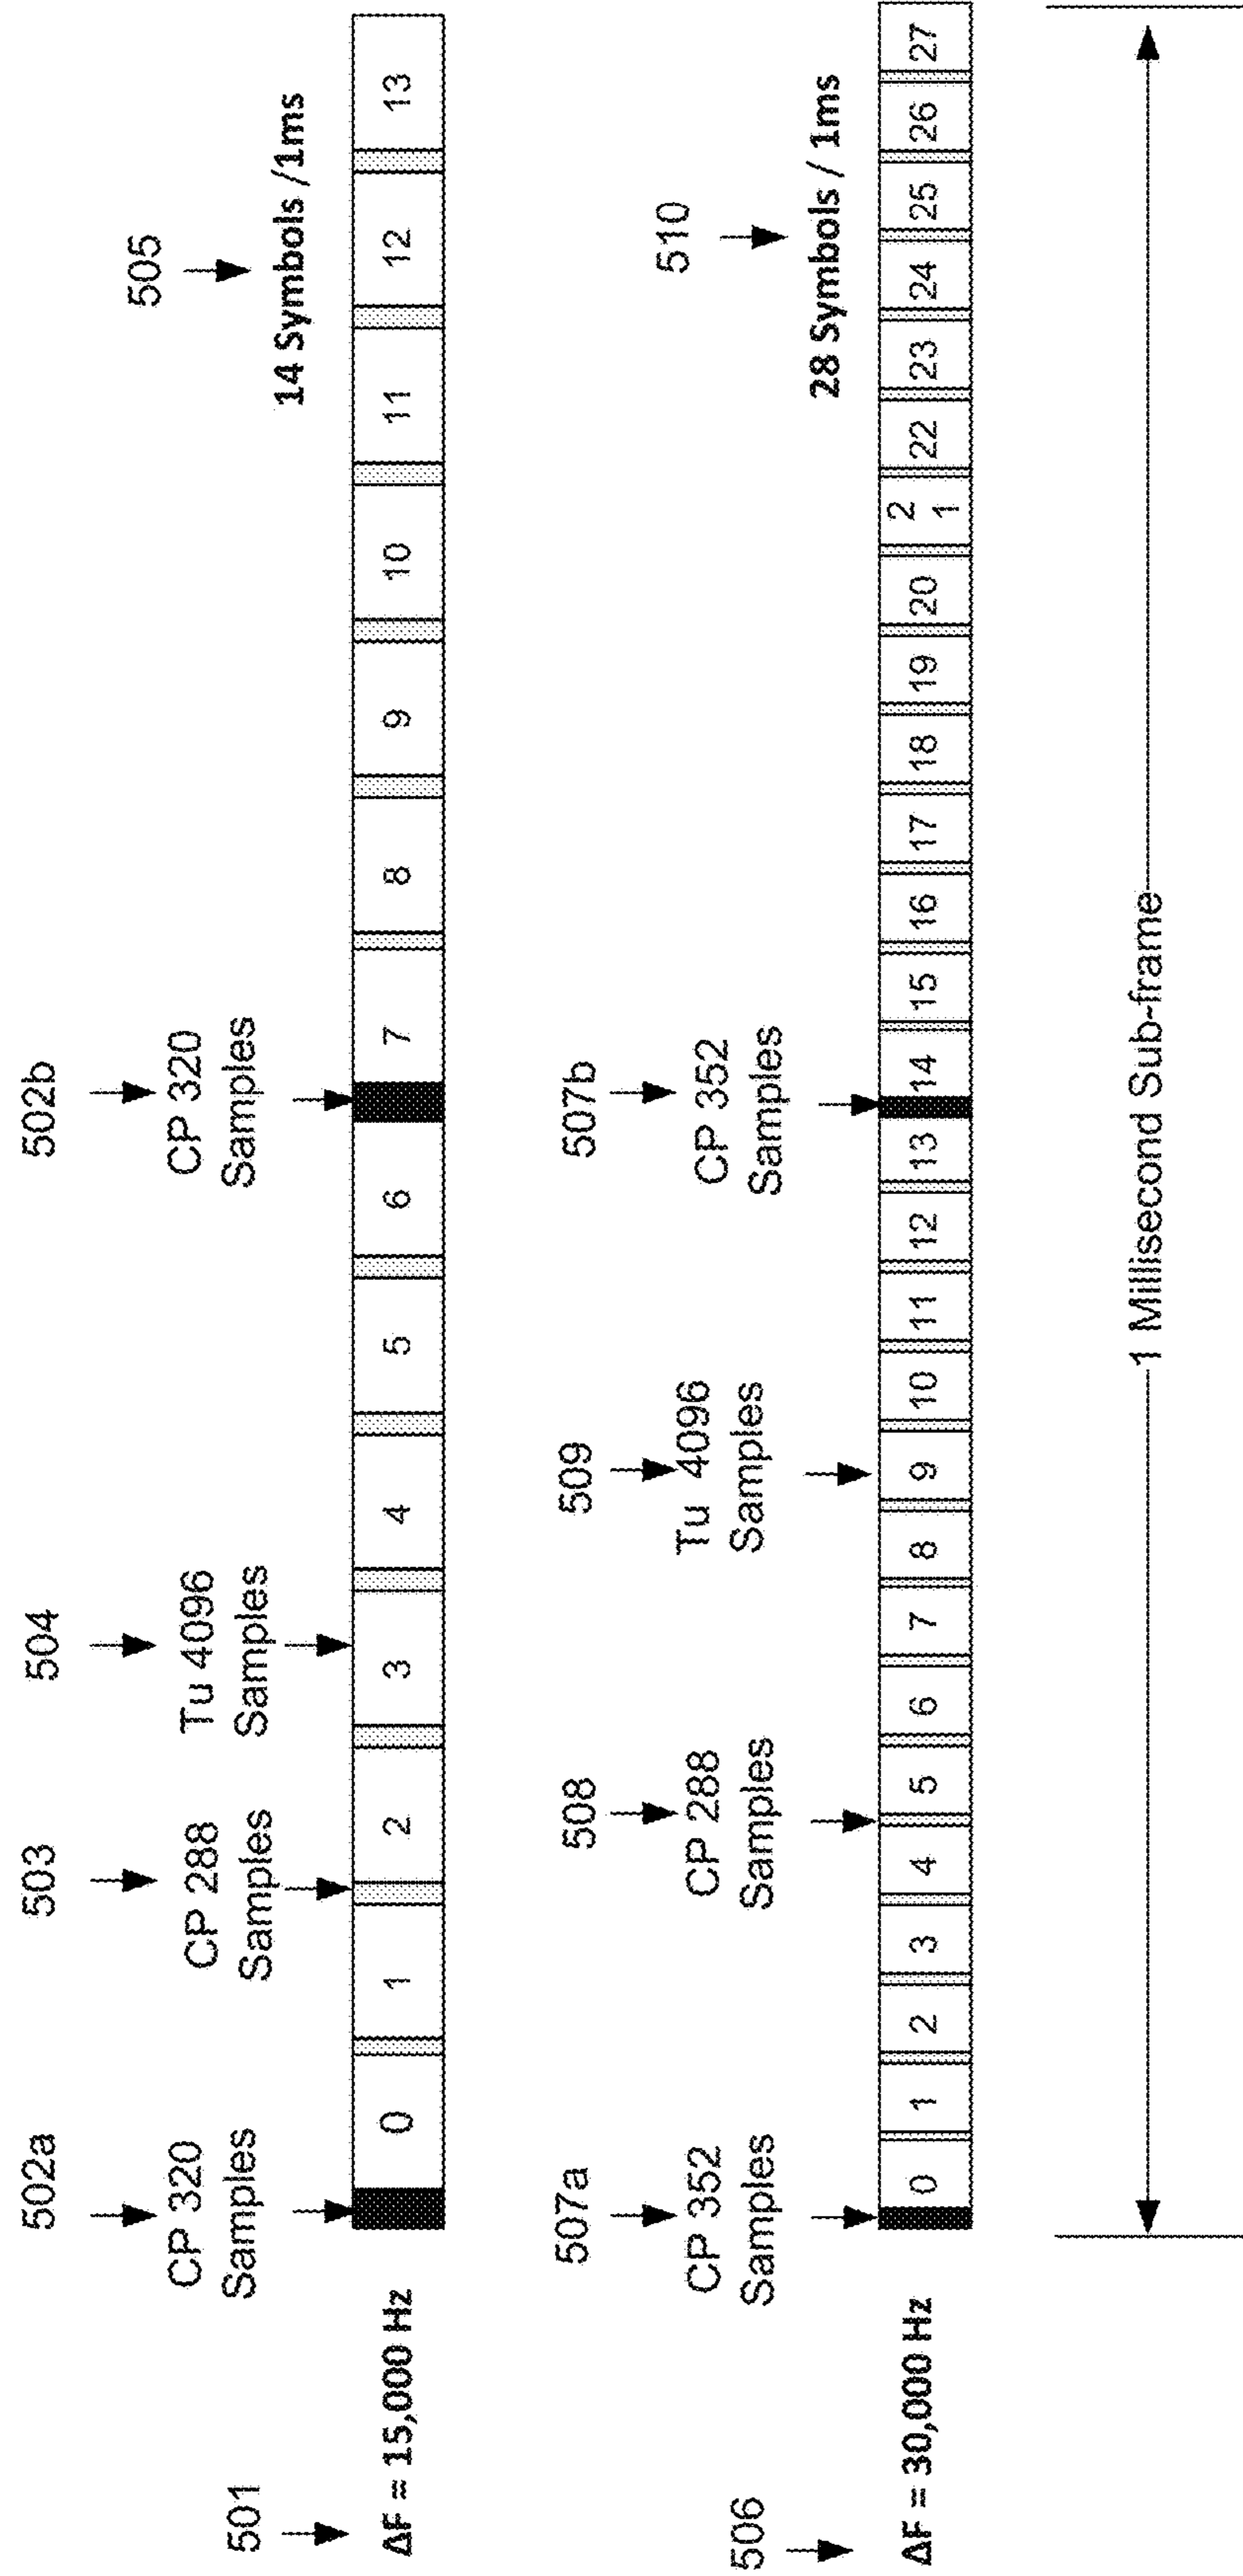 502a
502b
503
504
505
CP 320
Samples
CP 288
Samples
Tu 4096
Samples
CP 320
Samples
14 Symbols /1ms
501
ΔF = 15,000 Hz
0 1 2 3 4 5 6 7 8 9 10 11 12 13
507a
508
509
507b
510
CP 352
Samples
CP 288
Samples
Tu 4096
Samples
CP 352
Samples
28 Symbols / 1ms
506
ΔF = 30,000 Hz
0 1 2 3 4 5 6 7 8 9 10 11 12 13 14 15 16 17 18 19 20 21 22 23 24 25 26 27
1 Millisecond Sub-frame